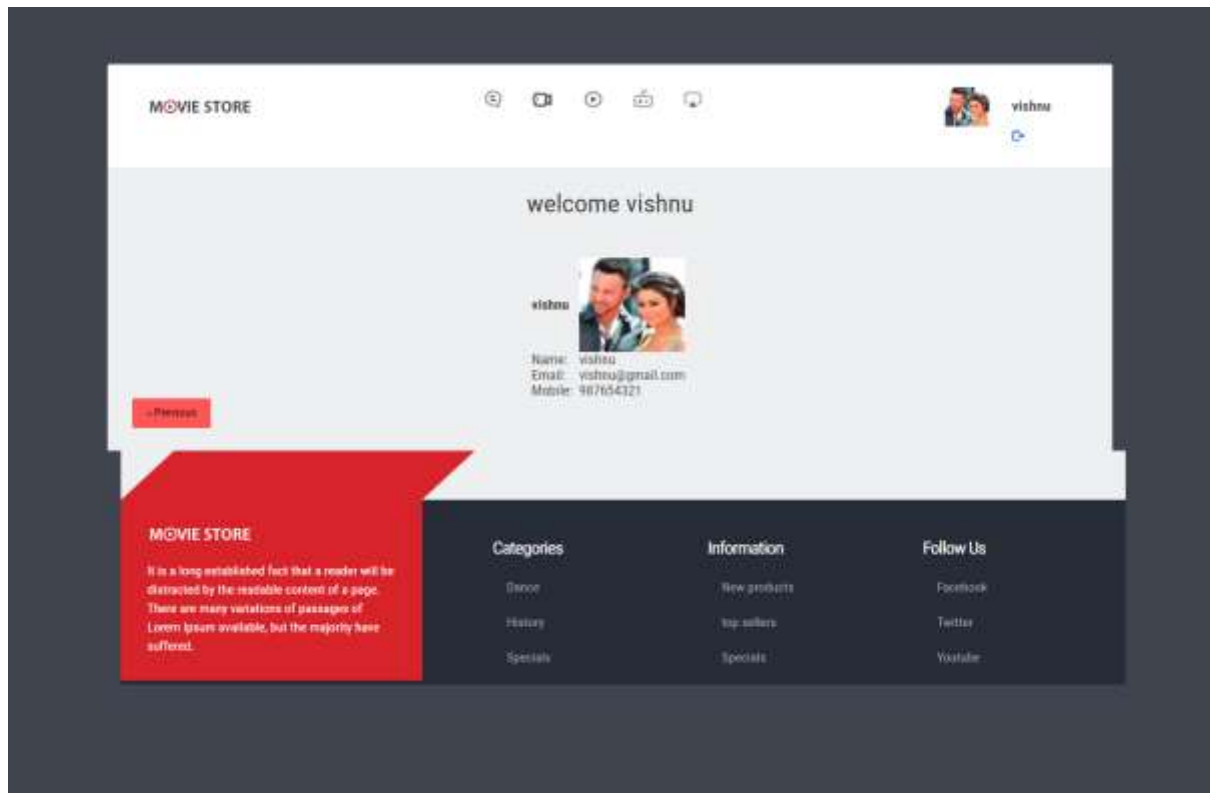 MOVIE STORE
vishnu
welcome vishnu
vishnu
Name: vishnu
Email: vishnu@gmail.com
Mobile: 987654321
« Previous
MOVIE STORE
It is a long established fact that a reader will be
distracted by the readable content of a page.
There are many variations of passages of
Lorem Ipsum available, but the majority have
suffered.
Categories
Dance
History
Specials
Information
New products
top sellers
Specials
Follow Us
Facebook
Twitter
Youtube